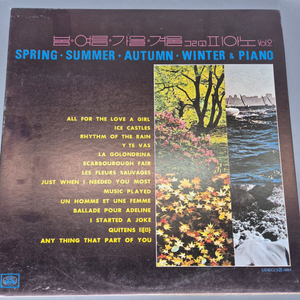 봄·여름·가을·겨울 그리고 피아노 Vol.2
SPRING·SUMMER·AUTUMN·WINTER & PIANO
ALL FOR THE LOVE A GIRL
ICE CASTLES
RHYTHM OF THE RAIN
Y TE VAS
LA GOLONDRINA
SCARBOUROUGH FAIR
LES FLEURS SAUVAGES
JUST WHEN I NEEDED YOU MOST
MUSIC PLAYED
UN HOMME ET UNE FEMME
BALLADE POUR ADELINE
I STARTED A JOKE
ANY THING THAT PART OF YOU